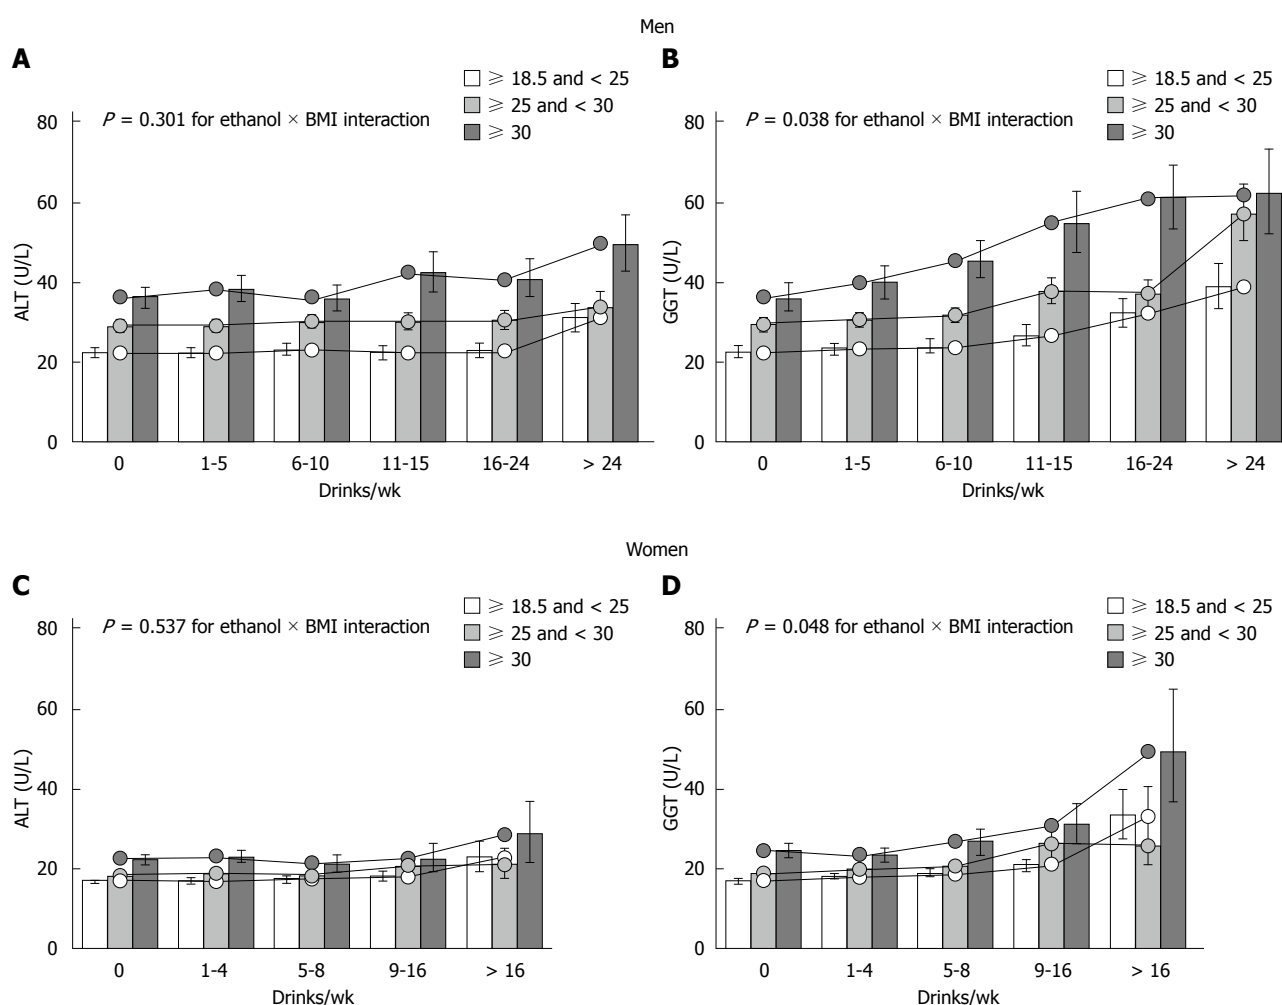 Men
A
≥ 18.5 and < 25
≥ 25 and < 30
≥ 30
P = 0.301 for ethanol × BMI interaction
80
60
40
20
0
ALT (U/L)
0 1-5 6-10 11-15 16-24 > 24
Drinks/wk
B
≥ 18.5 and < 25
≥ 25 and < 30
≥ 30
P = 0.038 for ethanol × BMI interaction
80
60
40
20
0
GGT (U/L)
0 1-5 6-10 11-15 16-24 > 24
Drinks/wk
Women
C
≥ 18.5 and < 25
≥ 25 and < 30
≥ 30
P = 0.537 for ethanol × BMI interaction
80
60
40
20
0
ALT (U/L)
0 1-4 5-8 9-16 > 16
Drinks/wk
D
≥ 18.5 and < 25
≥ 25 and < 30
≥ 30
P = 0.048 for ethanol × BMI interaction
80
60
40
20
0
GGT (U/L)
0 1-4 5-8 9-16 > 16
Drinks/wk